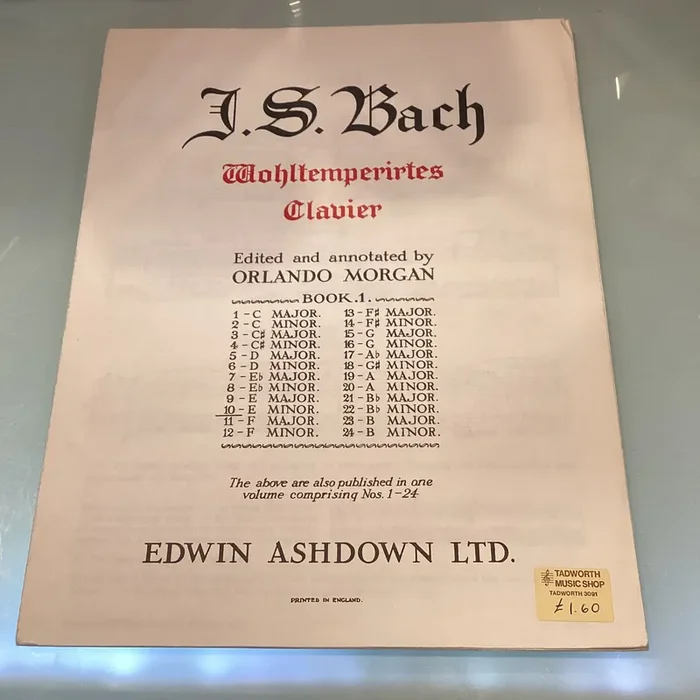 J.S. Bach
Wohltemperirtes
Clavier
Edited and annotated by
ORLANDO MORGAN
BOOK.1.
1 - C MAJOR. 13 - F♯ MAJOR.
2 - C MINOR. 14 - F♯ MINOR.
3 - C♯ MAJOR. 15 - G MAJOR.
4 - C♯ MINOR. 16 - G MINOR.
5 - D MAJOR. 17 - A♭ MAJOR.
6 - D MINOR. 18 - G♯ MINOR.
7 - E♭ MAJOR. 19 - A MAJOR.
8 - E♭ MINOR. 20 - A MINOR.
9 - E MAJOR. 21 - B♭ MAJOR.
10 - E MINOR. 22 - B♭ MINOR.
11 - F MAJOR. 23 - B MAJOR.
12 - F MINOR. 24 - B MINOR.
The above are also published in one
volume comprising Nos. 1-24
EDWIN ASHDOWN LTD.
PRINTED IN ENGLAND.
TADWORTH
MUSIC SHOP
TADWORTH 3091
£1.60